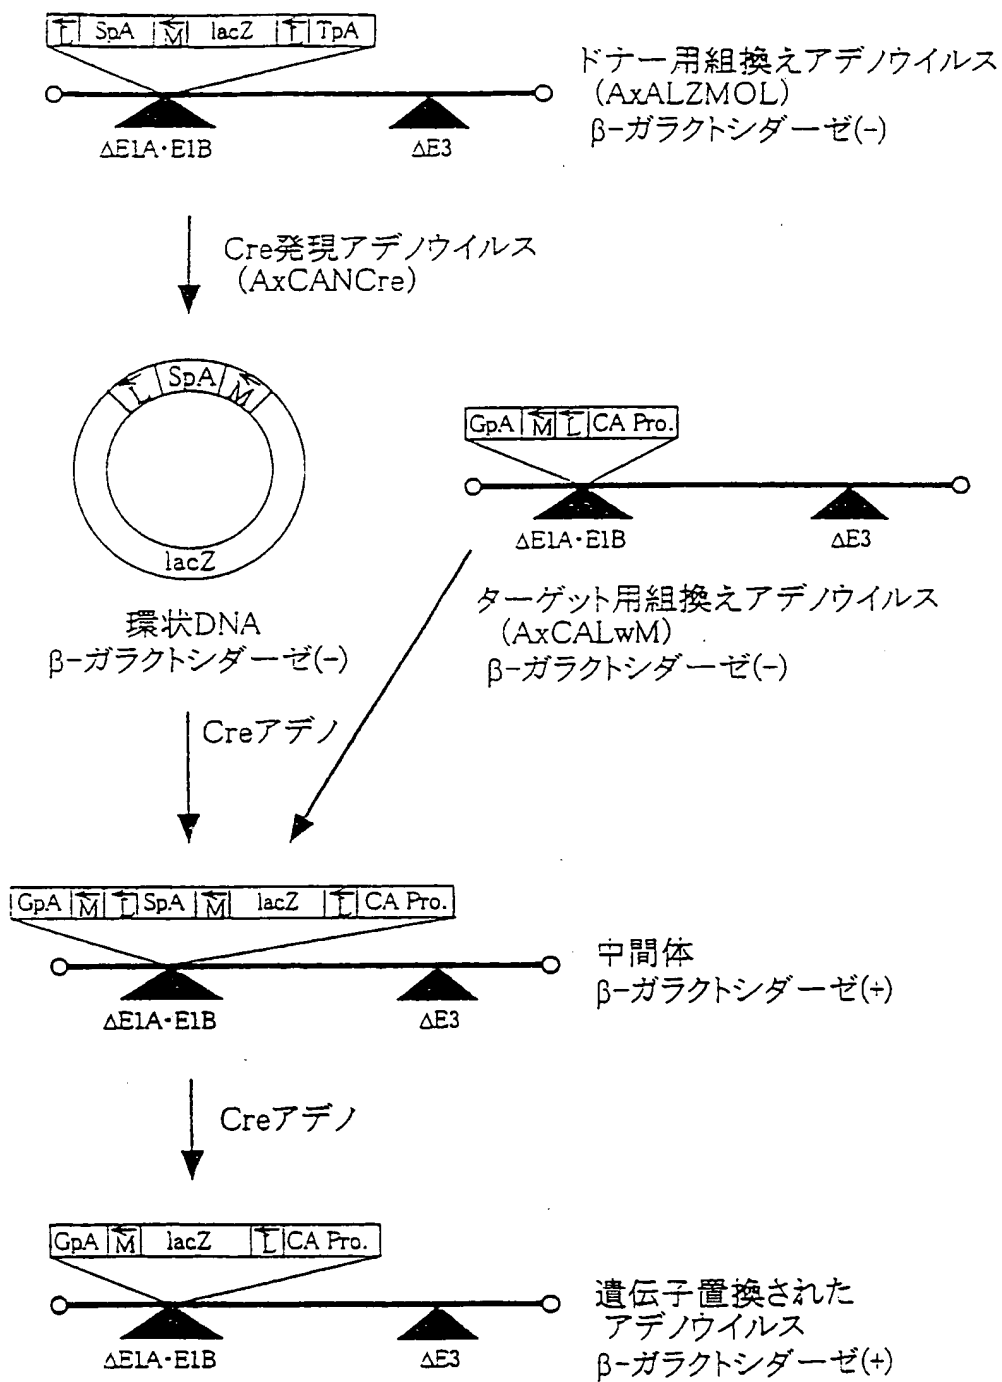 L SpA M lacZ L TpA
ドナー用組換えアデノウイルス
(AxALZMOL)
β-ガラクトシダーゼ(-)
ΔE1A・E1B ΔE3
Cre発現アデノウイルス
(AxCANCre)
L SpA M
lacZ
環状DNA
β-ガラクトシダーゼ(-)
GpA M L CA Pro.
ΔE1A・E1B ΔE3
ターゲット用組換えアデノウイルス
(AxCALwM)
β-ガラクトシダーゼ(-)
Creアデノ
GpA M L SpA M lacZ L CA Pro.
中間体
β-ガラクトシダーゼ(+)
ΔE1A・E1B ΔE3
Creアデノ
GpA M lacZ L CA Pro.
遺伝子置換された
アデノウイルス
β-ガラクトシダーゼ(+)
ΔE1A・E1B ΔE3